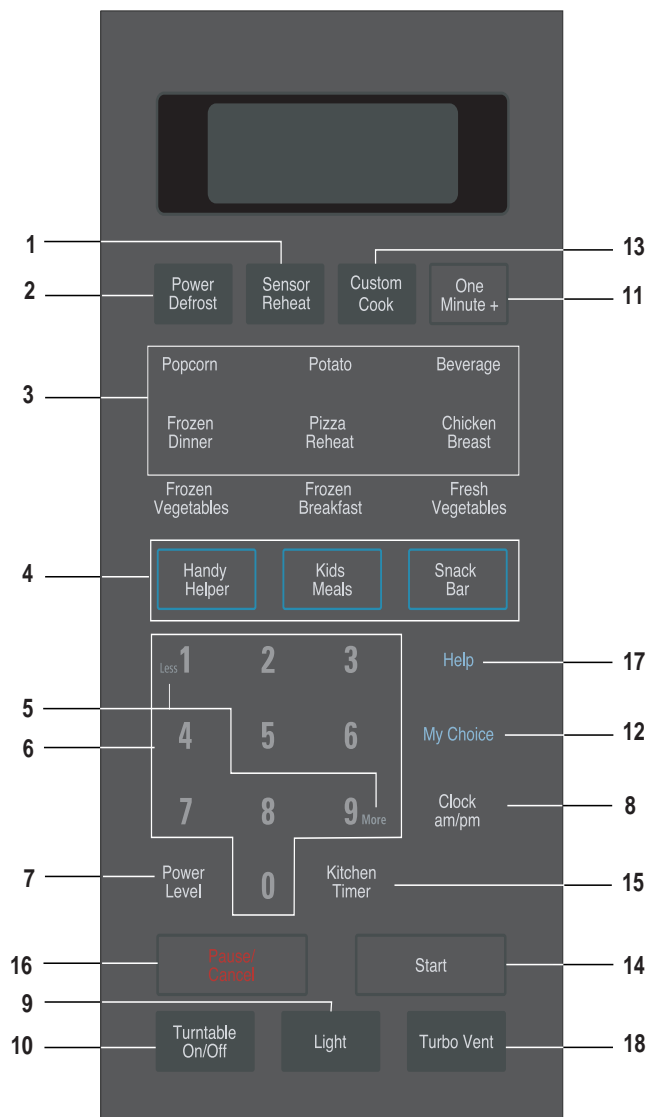 1
13
2
Power Defrost
Sensor Reheat
Custom Cook
One Minute +
11
3
Popcorn
Potato
Beverage
Frozen Dinner
Pizza Reheat
Chicken Breast
Frozen Vegetables
Frozen Breakfast
Fresh Vegetables
4
Handy Helper
Kids Meals
Snack Bar
Less 1
2
3
Help
17
5
6
4
5
6
My Choice
12
7
8
9 More
Clock am/pm
8
7
Power Level
0
Kitchen Timer
15
16
Pause/ Cancel
Start
14
9
10
Turntable On/Off
Light
Turbo Vent
18